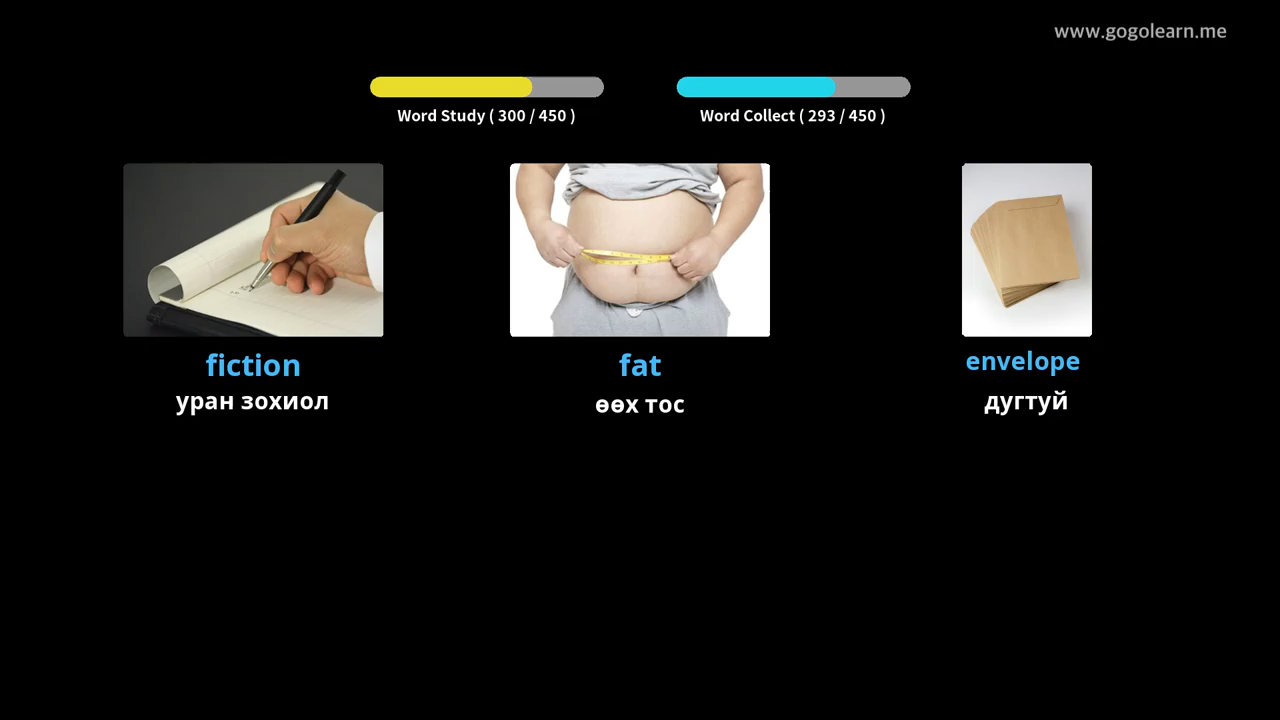 www.gogolearn.me
Word Study ( 300 / 450 )
Word Collect ( 293 / 450 )
fiction
уран зохиол
fat
өөх тос
envelope
дугтуй